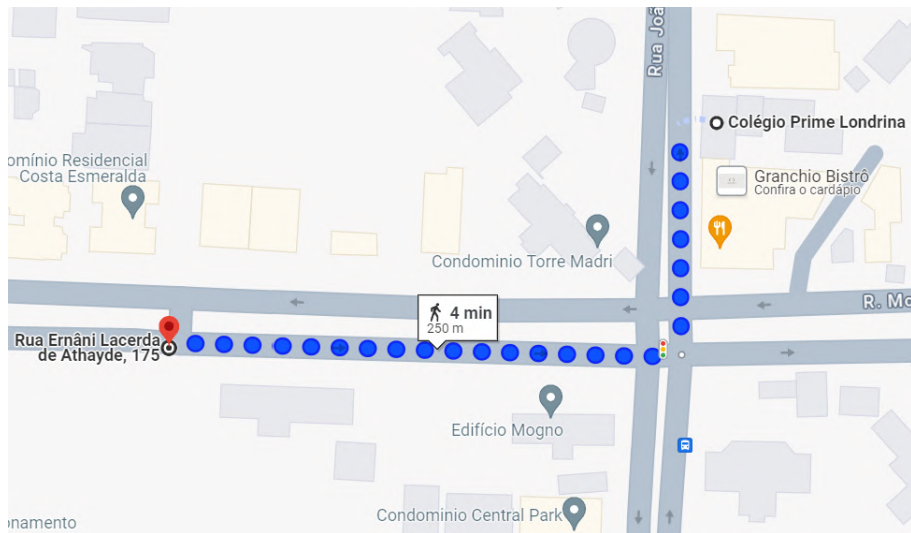 Rua Joã
Colégio Prime Londrina
omínio Residencial
Costa Esmeralda
Granchio Bistrô
Confira o cardápio
Condominio Torre Madri
4 min
250 m
R. Mo
Rua Ernâni Lacerda
de Athayde, 175
Edifício Mogno
Condominio Central Park
onamento